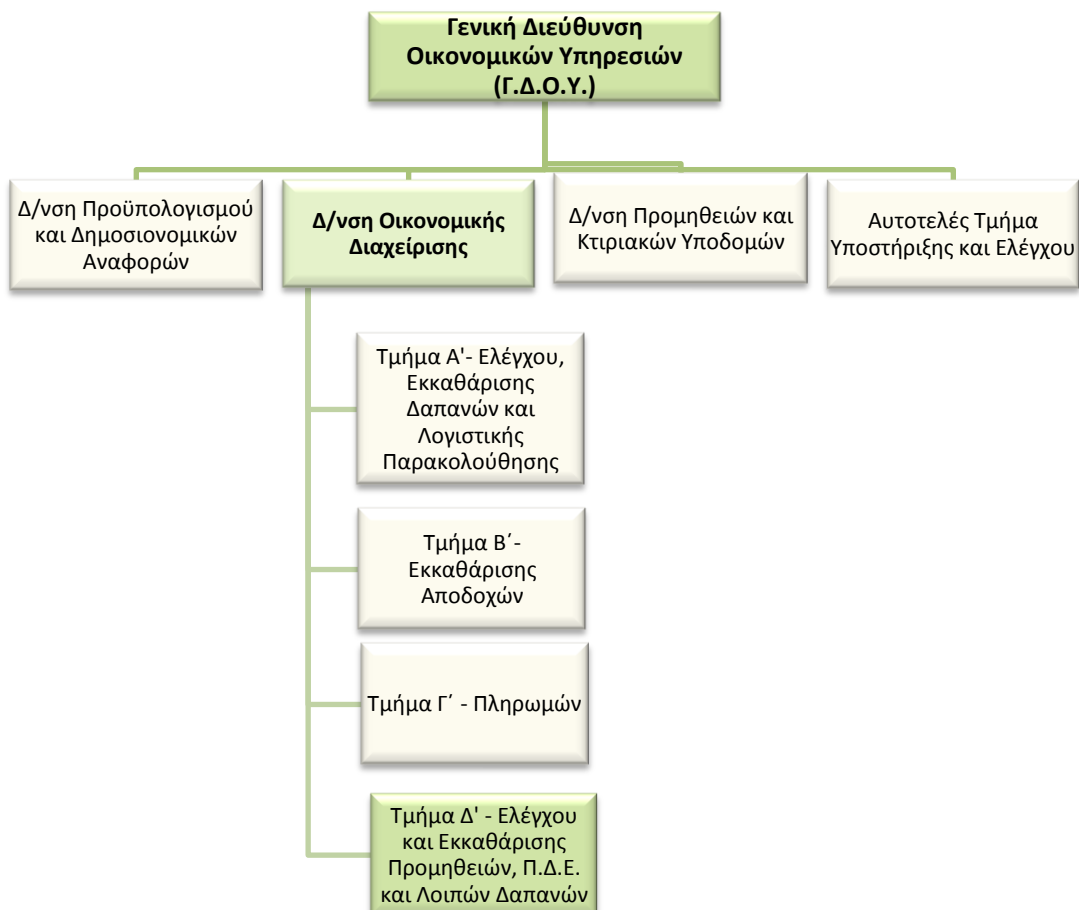 Γενική Διεύθυνση
Οικονομικών Υπηρεσιών
(Γ.Δ.Ο.Υ.)
Δ/νση Προϋπολογισμού
και Δημοσιονομικών
Αναφορών
Δ/νση Οικονομικής
Διαχείρισης
Δ/νση Προμηθειών και
Κτιριακών Υποδομών
Αυτοτελές Τμήμα
Υποστήριξης και Ελέγχου
Τμήμα Α'- Ελέγχου,
Εκκαθάρισης
Δαπανών και
Λογιστικής
Παρακολούθησης
Τμήμα Β΄-
Εκκαθάρισης
Αποδοχών
Τμήμα Γ΄ - Πληρωμών
Τμήμα Δ' - Ελέγχου
και Εκκαθάρισης
Προμηθειών, Π.Δ.Ε.
και Λοιπών Δαπανών